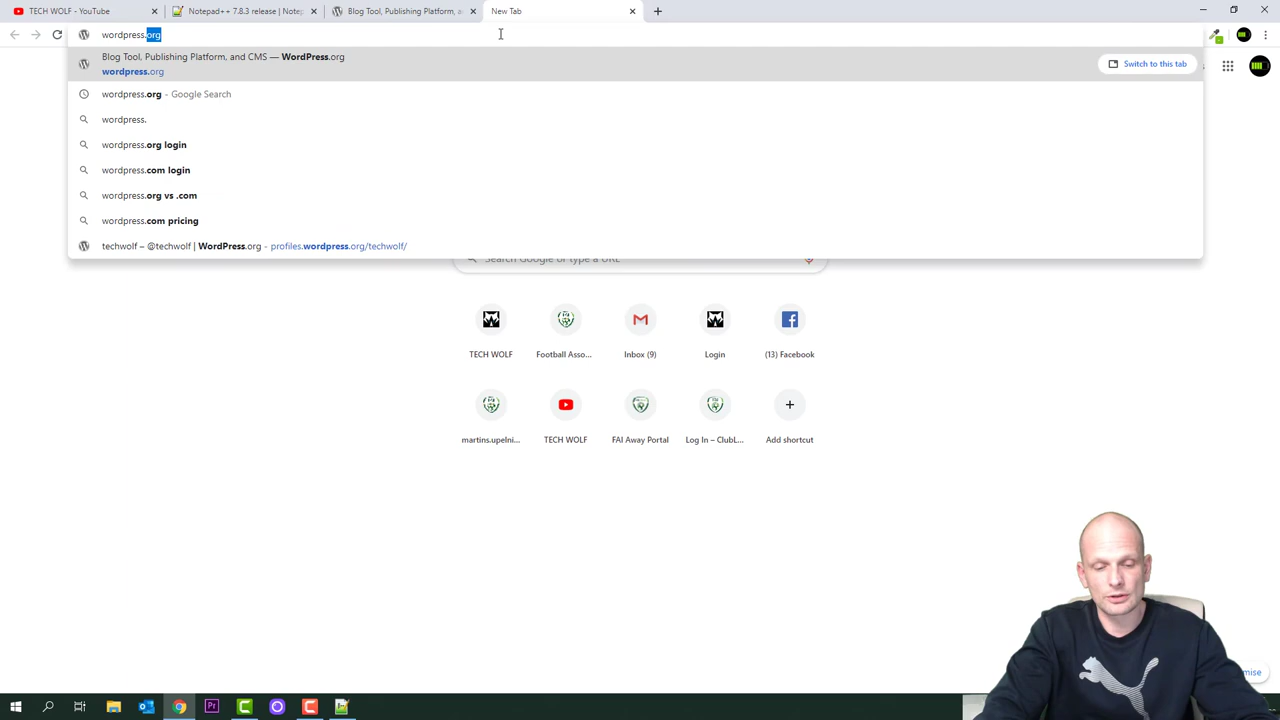 TECH WOLF - YouTube
Notepad++ 7.8.3 release | Notep
Blog Tool, Publishing Platform, a
New Tab
wordpress.org
Blog Tool, Publishing Platform, and CMS — WordPress.org
wordpress.org
Switch to this tab
wordpress.org - Google Search
wordpress.
wordpress.org login
wordpress.com login
wordpress.org vs .com
wordpress.com pricing
techwolf – @techwolf | WordPress.org - profiles.wordpress.org/techwolf/
Search Google or type a URL
TECH WOLF
Football Asso...
Inbox (9)
Login
(13) Facebook
martins.upelni...
TECH WOLF
FAI Away Portal
Log In – ClubL...
Add shortcut
mise